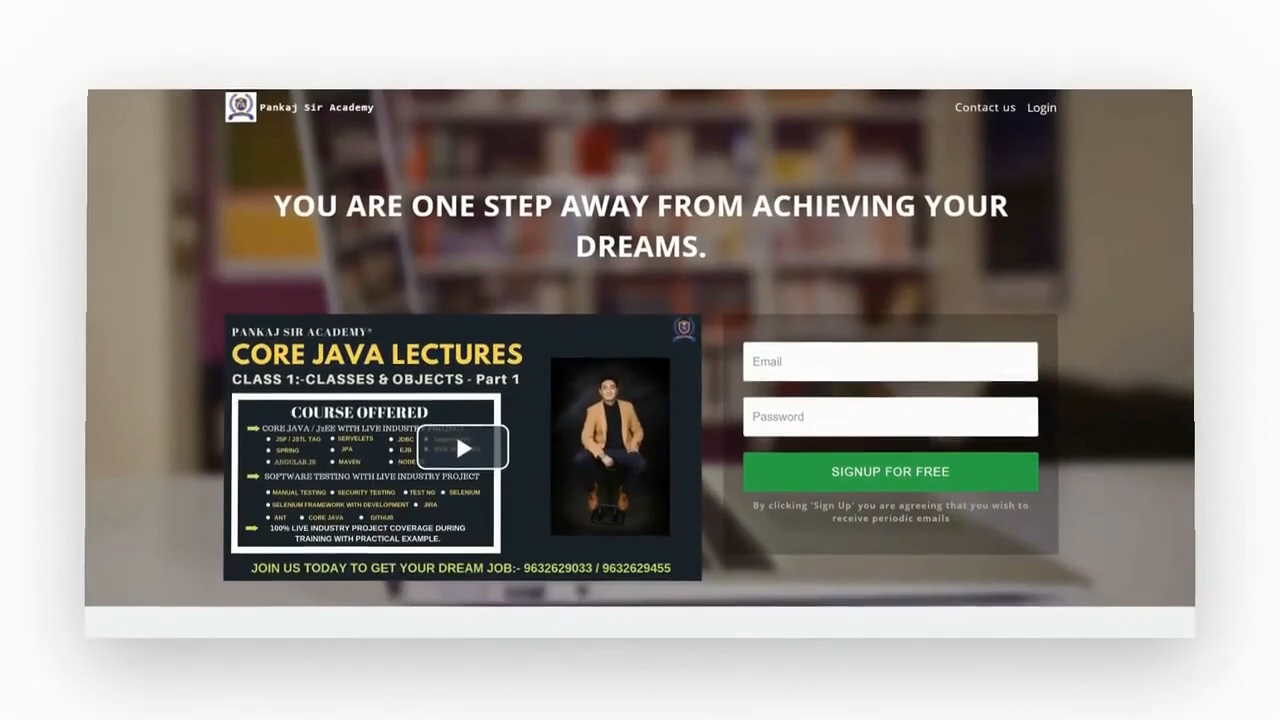 Pankaj Sir Academy
Contact us Login
YOU ARE ONE STEP AWAY FROM ACHIEVING YOUR
DREAMS.
PANKAJ SIR ACADEMY®
CORE JAVA LECTURES
CLASS 1:-CLASSES & OBJECTS - Part 1
COURSE OFFERED
CORE JAVA / J2EE WITH LIVE INDUSTRY PROJECT
JSP / JSTL TAG SERVELETS JDBC
SPRING JPA EJB
ANGULAR JS MAVEN
SOFTWARE TESTING WITH LIVE INDUSTRY PROJECT
MANUAL TESTING SECURITY TESTING TEST NG SELENIUM
SELENIUM FRAMEWORK WITH DEVELOPMENT JIRA
ANT CORE JAVA GITHUB
100% LIVE INDUSTRY PROJECT COVERAGE DURING
TRAINING WITH PRACTICAL EXAMPLE.
JOIN US TODAY TO GET YOUR DREAM JOB:- 9632629033 / 9632629455
Email
Password
SIGNUP FOR FREE
By clicking 'Sign Up' you are agreeing that you wish to
receive periodic emails